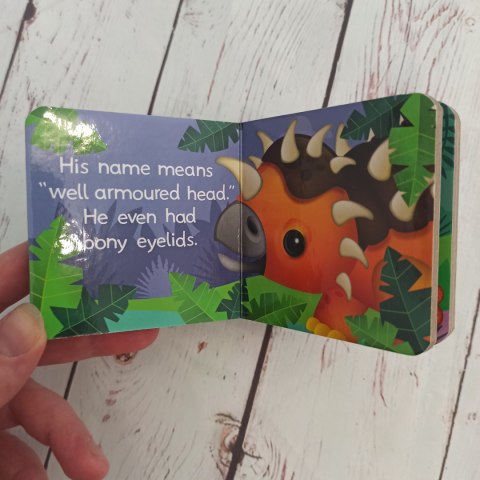 His name means
“well armoured head.”
He even had
bony eyelids.